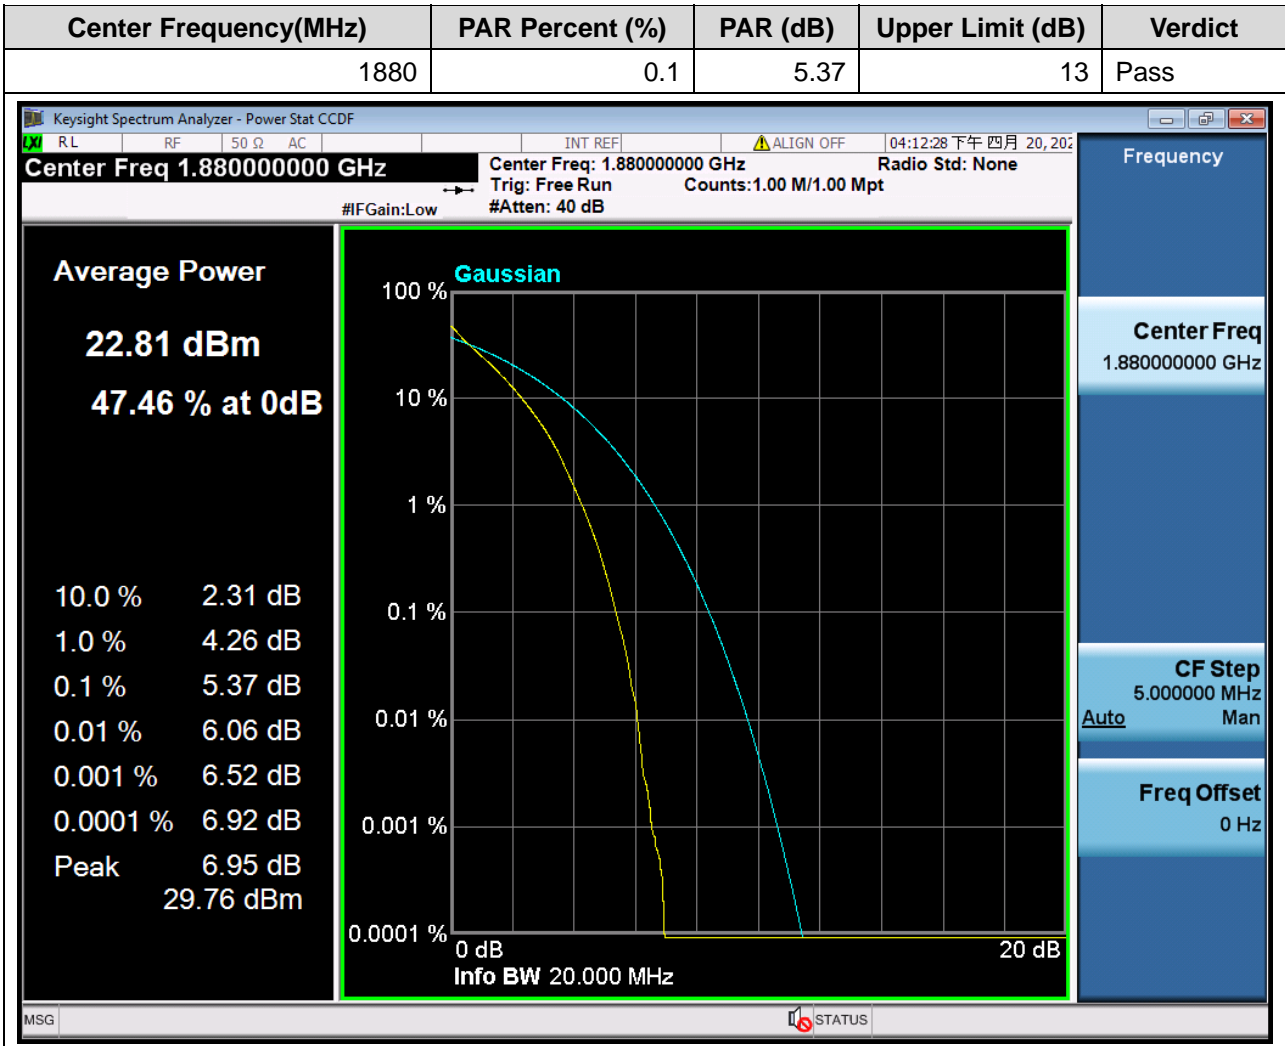 Center Frequency(MHz) PAR Percent (%) PAR (dB) Upper Limit (dB) Verdict
1880 0.1 5.37 13 Pass
Keysight Spectrum Analyzer - Power Stat CCDF
LXI RL RF 50 Ω AC INT REF ALIGN OFF 04:12:28 下午 四月 20, 202
Center Freq 1.880000000 GHz
Center Freq: 1.880000000 GHz Radio Std: None
Trig: Free Run Counts:1.00 M/1.00 Mpt
#IFGain:Low #Atten: 40 dB
Frequency
Average Power
22.81 dBm
47.46 % at 0dB
10.0 % 2.31 dB
1.0 % 4.26 dB
0.1 % 5.37 dB
0.01 % 6.06 dB
0.001 % 6.52 dB
0.0001 % 6.92 dB
Peak 6.95 dB
29.76 dBm
Gaussian
100 %
10 %
1 %
0.1 %
0.01 %
0.001 %
0.0001 %
0 dB 20 dB
Info BW 20.000 MHz
Center Freq
1.880000000 GHz
CF Step
5.000000 MHz
Auto Man
Freq Offset
0 Hz
MSG STATUS